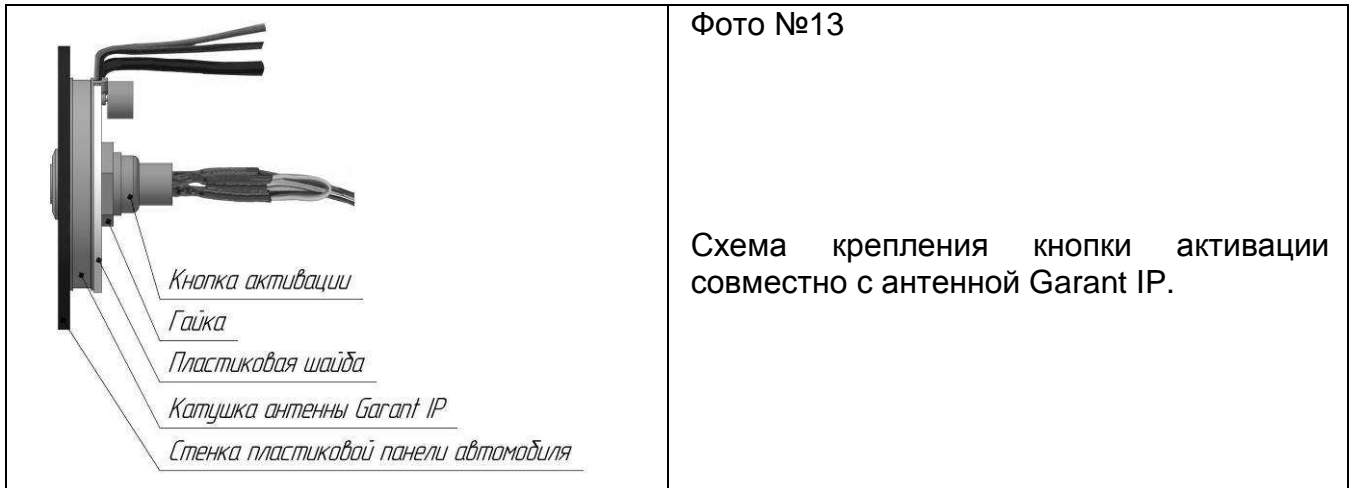 Кнопка активации
Гайка
Пластиковая шайба
Катушка антенны Garant IP
Стенка пластиковой панели автомобиля
Фото №13
Схема крепления кнопки активации
совместно с антенной Garant IP.